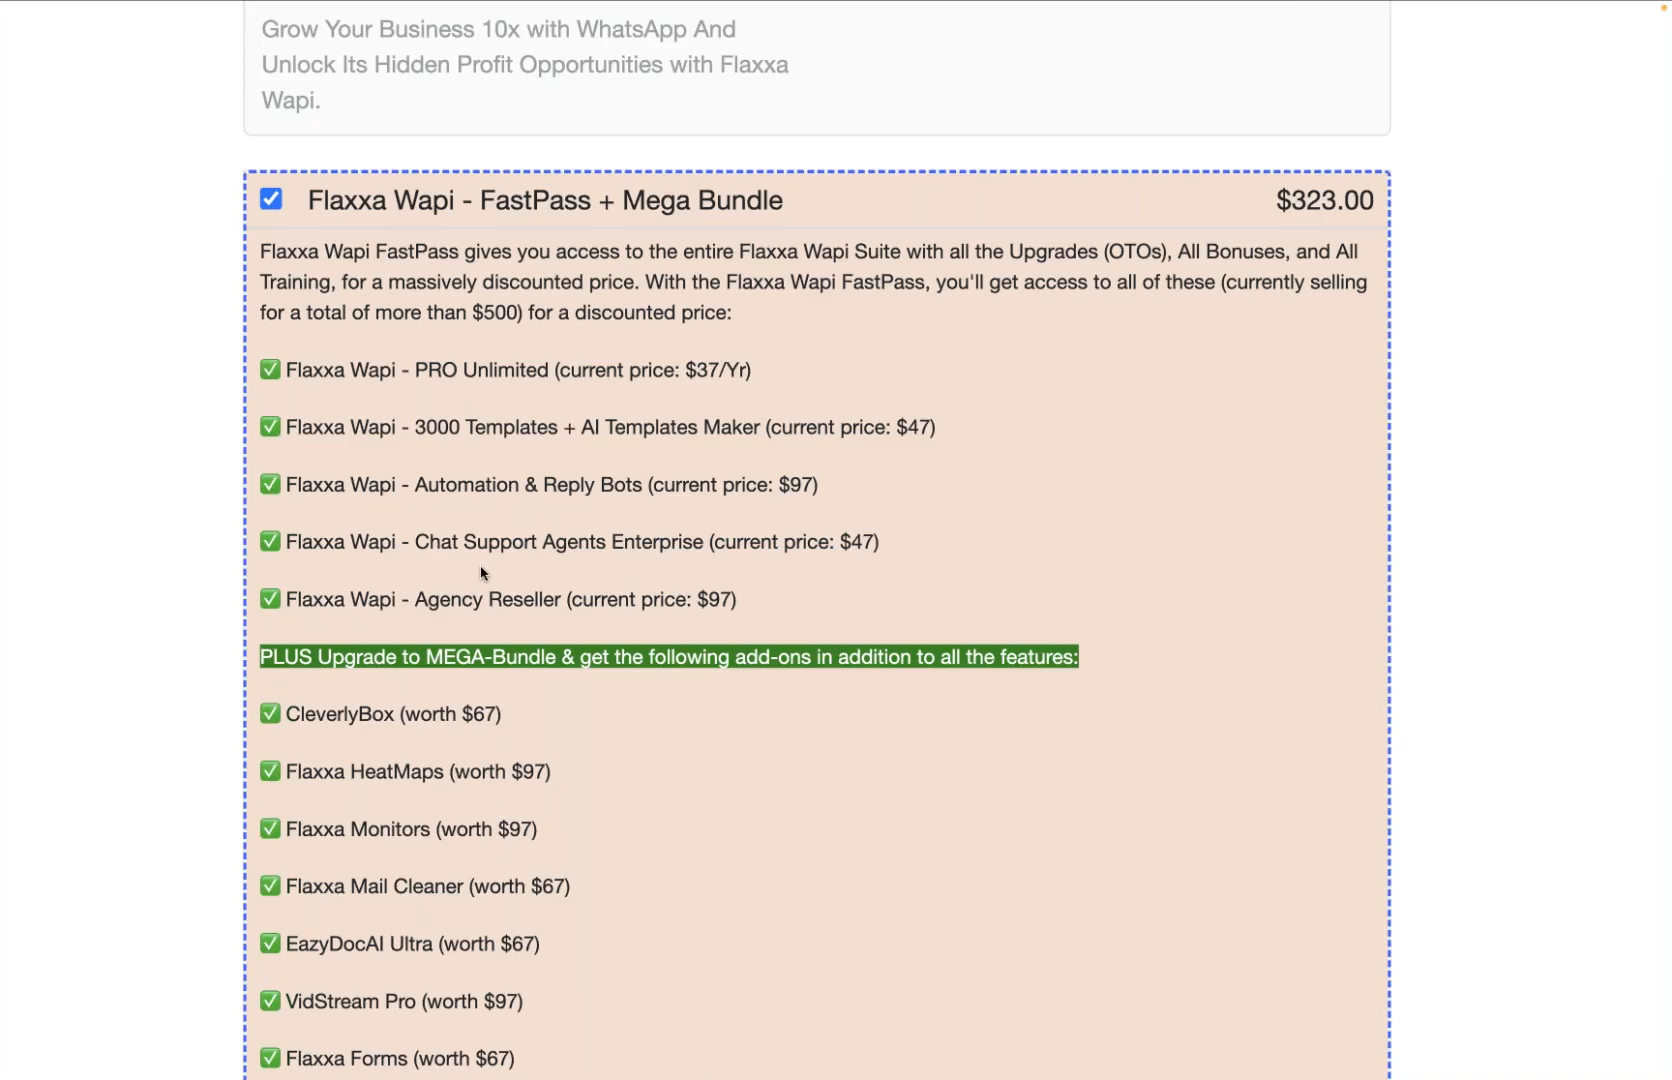 Grow Your Business 10x with WhatsApp And
Unlock Its Hidden Profit Opportunities with Flaxxa
Wapi.
Flaxxa Wapi - FastPass + Mega Bundle $323.00
Flaxxa Wapi FastPass gives you access to the entire Flaxxa Wapi Suite with all the Upgrades (OTOs), All Bonuses, and All
Training, for a massively discounted price. With the Flaxxa Wapi FastPass, you'll get access to all of these (currently selling
for a total of more than $500) for a discounted price:
✅ Flaxxa Wapi - PRO Unlimited (current price: $37/Yr)
✅ Flaxxa Wapi - 3000 Templates + AI Templates Maker (current price: $47)
✅ Flaxxa Wapi - Automation & Reply Bots (current price: $97)
✅ Flaxxa Wapi - Chat Support Agents Enterprise (current price: $47)
✅ Flaxxa Wapi - Agency Reseller (current price: $97)
PLUS Upgrade to MEGA-Bundle & get the following add-ons in addition to all the features:
✅ CleverlyBox (worth $67)
✅ Flaxxa HeatMaps (worth $97)
✅ Flaxxa Monitors (worth $97)
✅ Flaxxa Mail Cleaner (worth $67)
✅ EazyDocAI Ultra (worth $67)
✅ VidStream Pro (worth $97)
✅ Flaxxa Forms (worth $67)